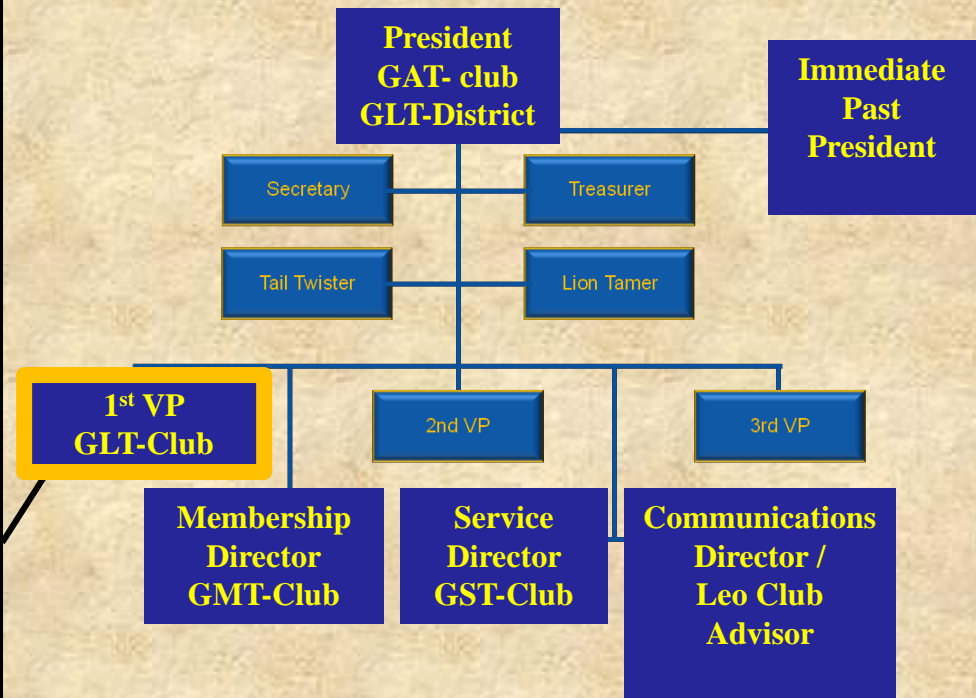 President
GAT- club
GLT-District
Immediate
Past
President
Secretary
Treasurer
Tail Twister
Lion Tamer
1st VP
GLT-Club
2nd VP
3rd VP
Membership
Director
GMT-Club
Service
Director
GST-Club
Communications
Director /
Leo Club
Advisor